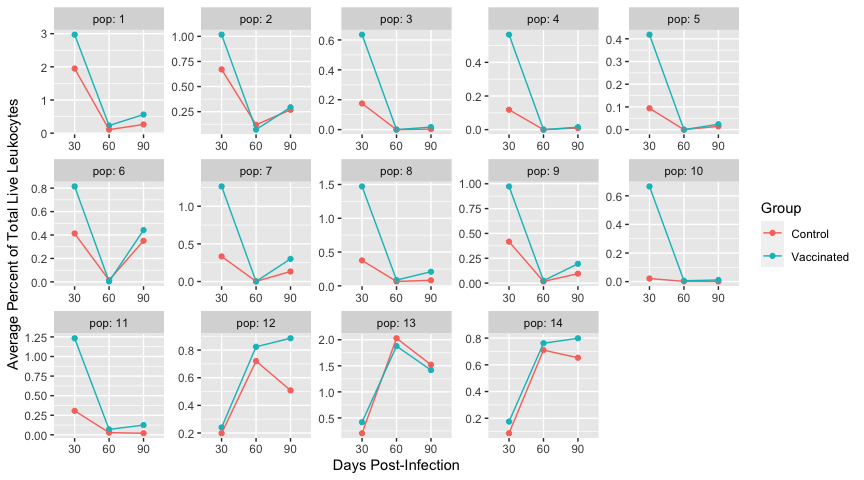 Average Percent of Total Live Leukocytes
pop: 1
3
2
1
0
30 60 90
pop: 2
1.00
0.75
0.50
0.25
30 60 90
pop: 3
0.6
0.4
0.2
0.0
30 60 90
pop: 4
0.4
0.2
0.0
30 60 90
pop: 5
0.4
0.3
0.2
0.1
0.0
30 60 90
pop: 6
0.8
0.6
0.4
0.2
0.0
30 60 90
pop: 7
1.0
0.5
0.0
30 60 90
pop: 8
1.5
1.0
0.5
0.0
30 60 90
pop: 9
1.00
0.75
0.50
0.25
0.00
30 60 90
pop: 10
0.6
0.4
0.2
0.0
30 60 90
pop: 11
1.25
1.00
0.75
0.50
0.25
0.00
30 60 90
pop: 12
0.8
0.6
0.4
0.2
30 60 90
pop: 13
2.0
1.5
1.0
0.5
30 60 90
pop: 14
0.8
0.6
0.4
0.2
30 60 90
Days Post-Infection
Group
Control
Vaccinated